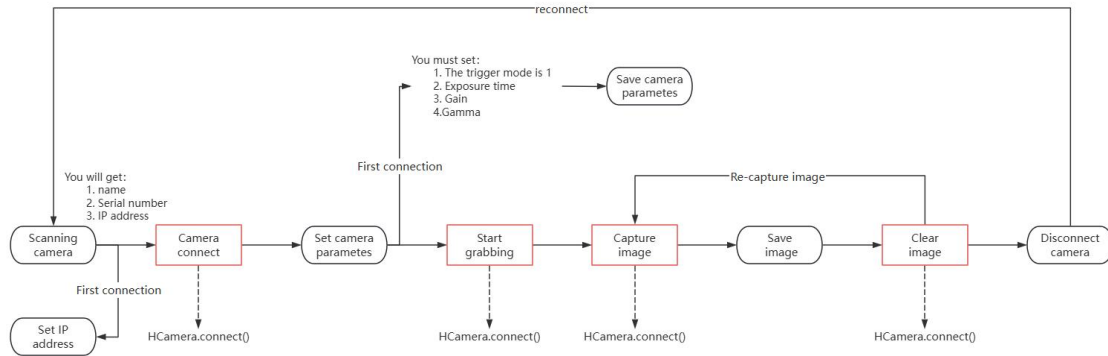 reconnect
You must set:
1. The trigger mode is 1
2. Exposure time
3. Gain
4.Gamma
Save camera
parametes
First connection
You will get:
1. name
2. Serial number
3. IP address
Re-capture image
Scanning
camera
Camera
connect
Set camera
parametes
Start
grabbing
Capture
image
Save
image
Clear
image
Disconnect
camera
First connection
Set IP
address
HCamera.connect()
HCamera.connect()
HCamera.connect()
HCamera.connect()